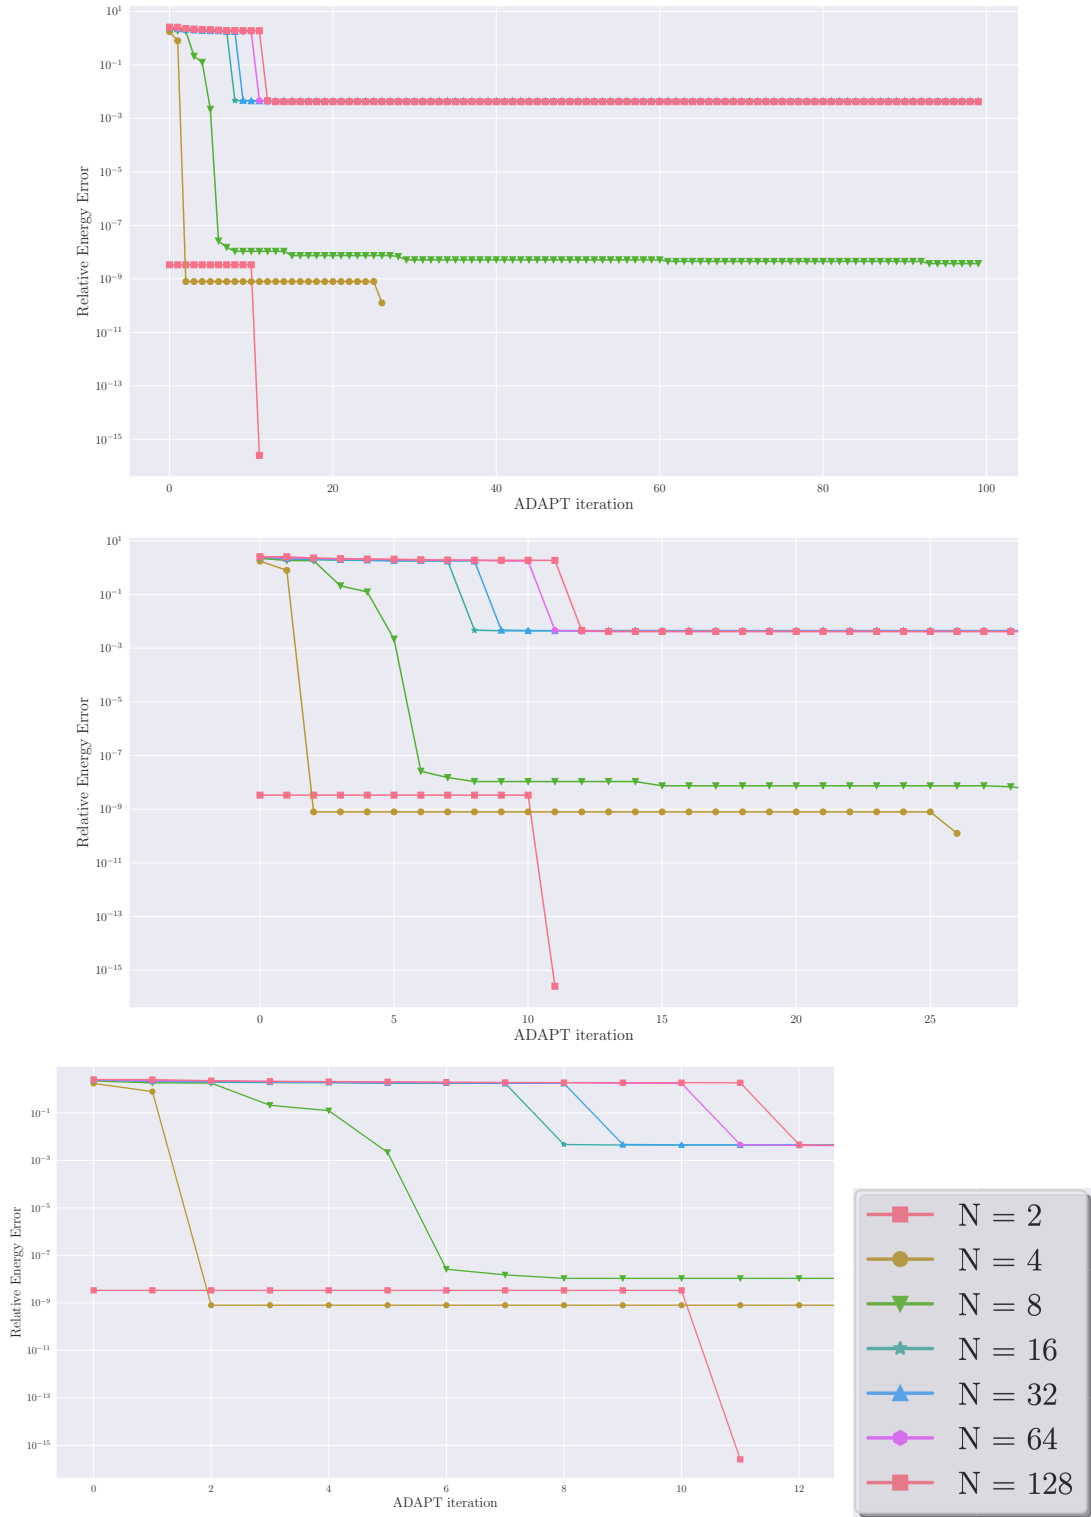 10¹
10⁻¹
10⁻³
10⁻⁵
10⁻⁷
10⁻⁹
10⁻¹¹
10⁻¹³
10⁻¹⁵
Relative Energy Error
0 20 40 60 80 100
ADAPT iteration
10¹
10⁻¹
10⁻³
10⁻⁵
10⁻⁷
10⁻⁹
10⁻¹¹
10⁻¹³
10⁻¹⁵
Relative Energy Error
0 5 10 15 20 25
ADAPT iteration
10⁻¹
10⁻³
10⁻⁵
10⁻⁷
10⁻⁹
10⁻¹¹
10⁻¹³
10⁻¹⁵
Relative Energy Error
0 2 4 6 8 10 12
ADAPT iteration
N = 2
N = 4
N = 8
N = 16
N = 32
N = 64
N = 128